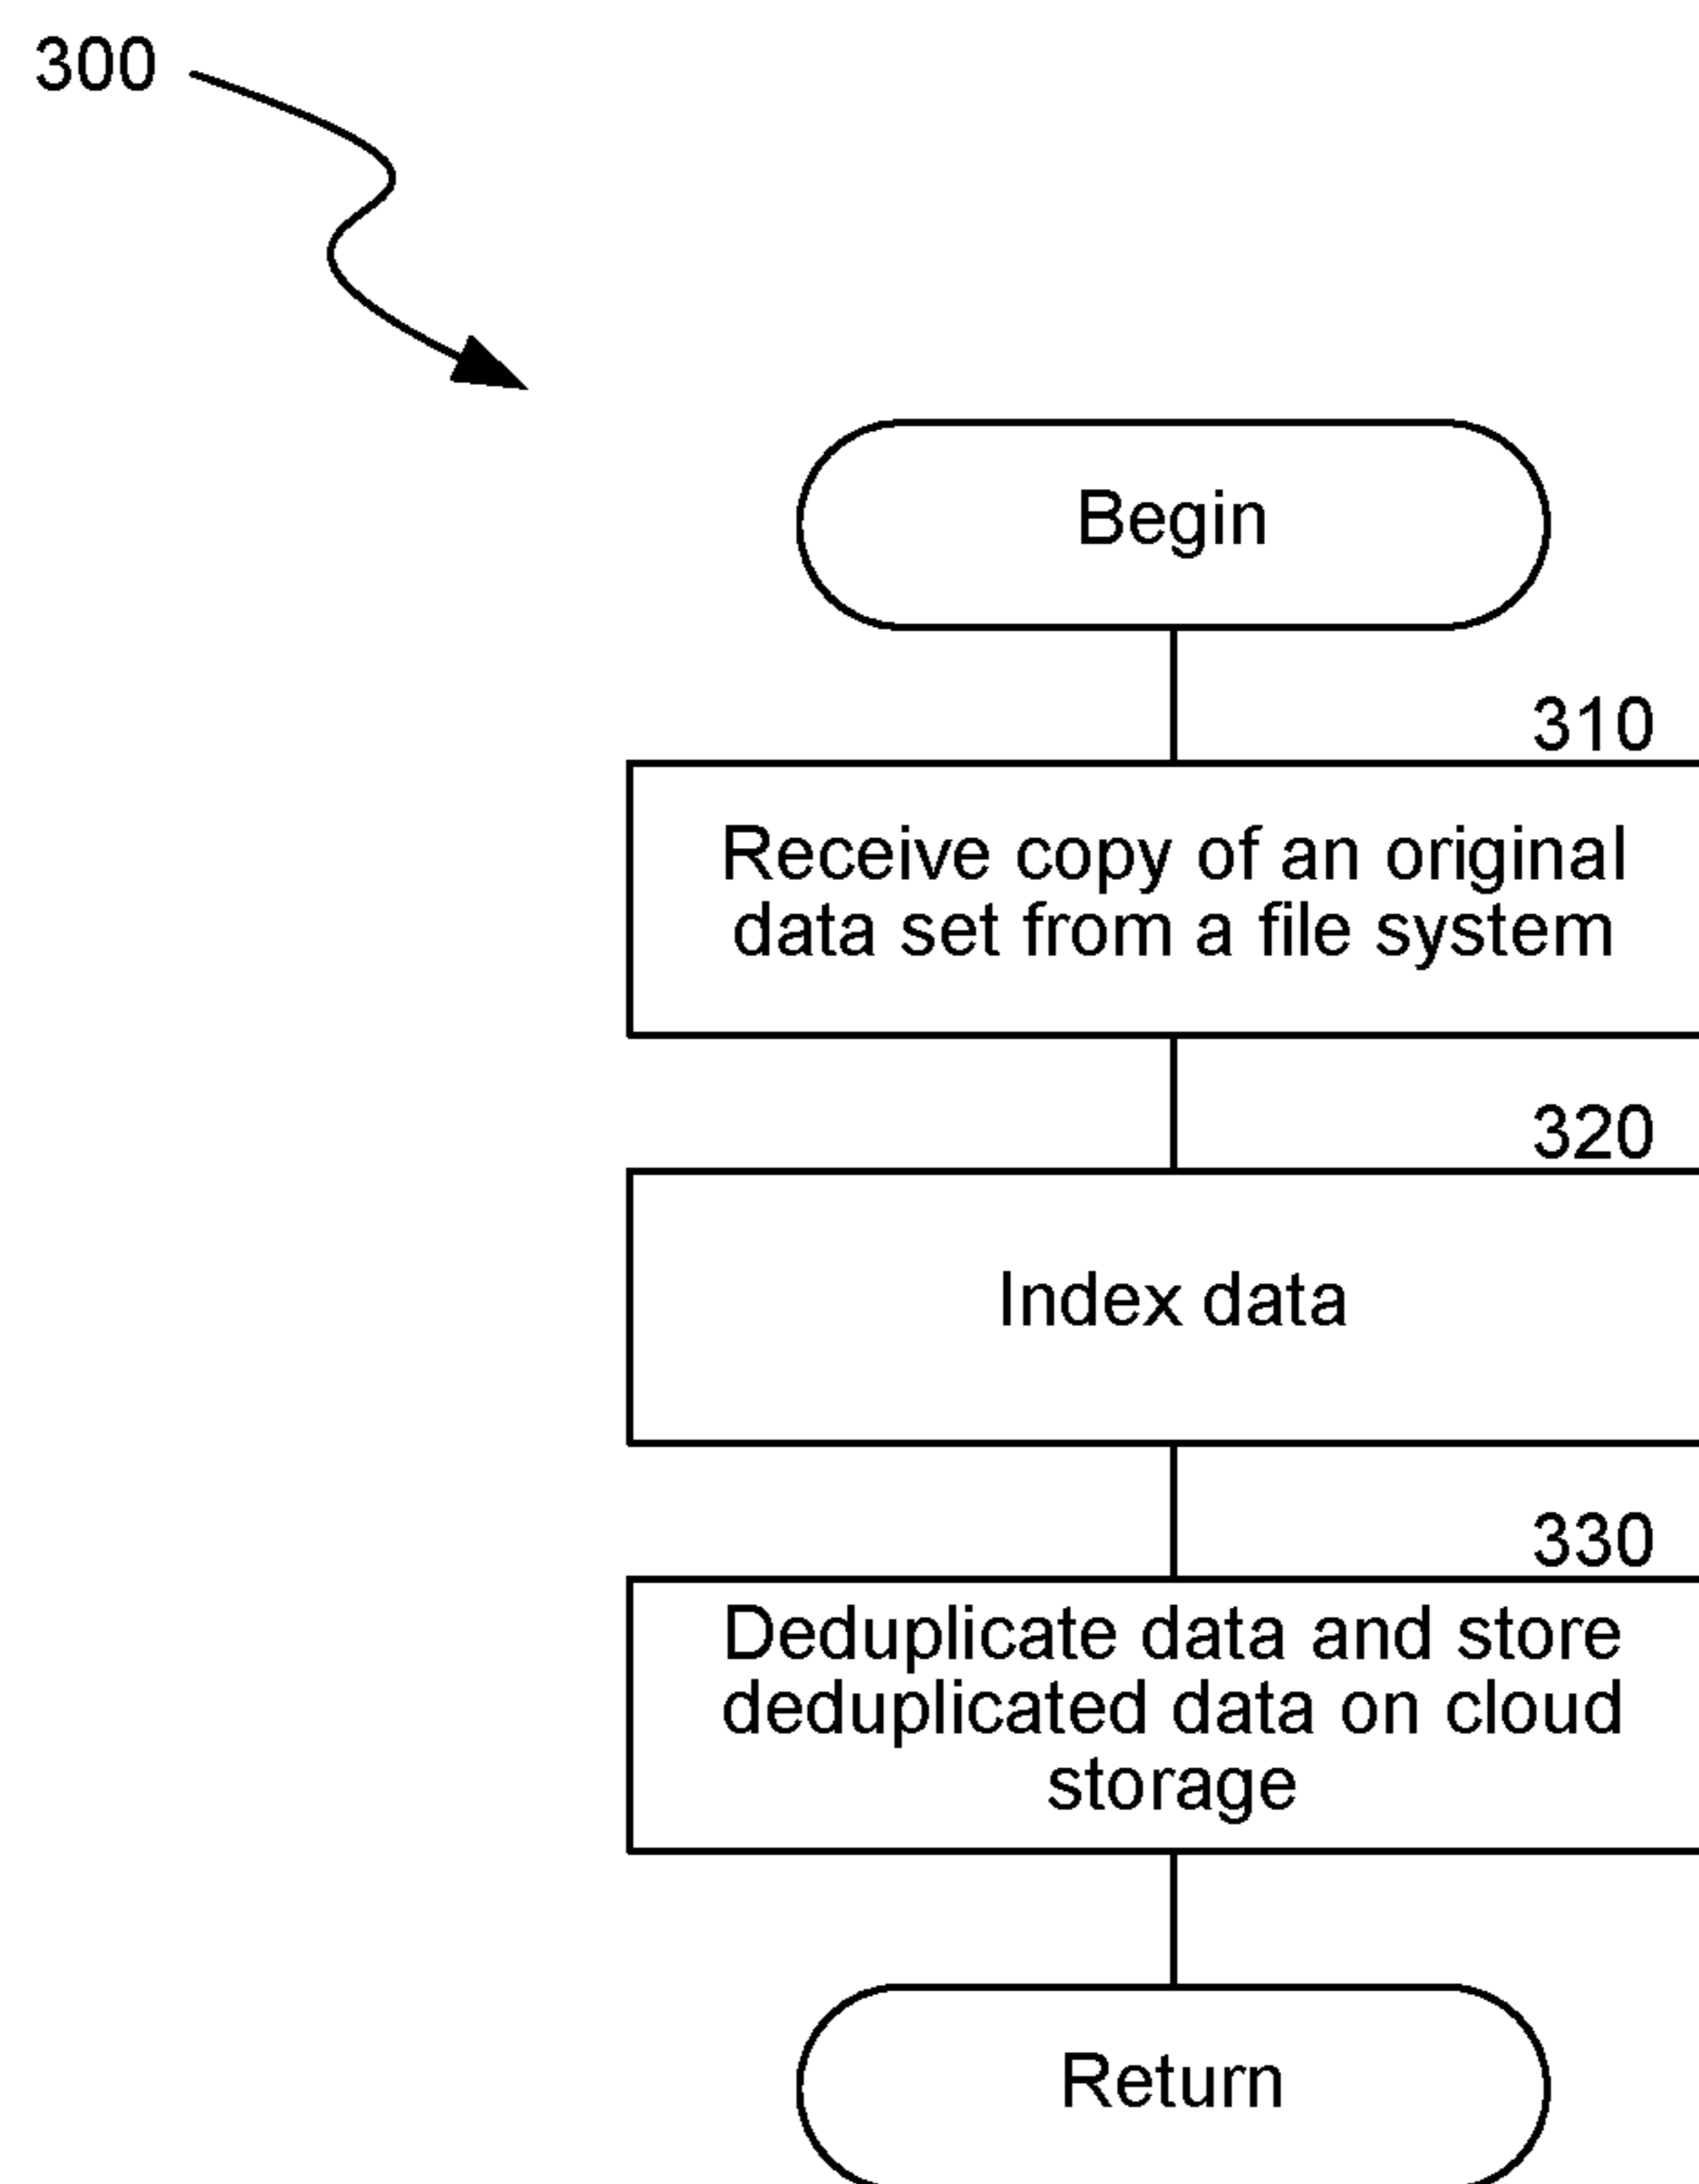 300
Begin
310
Receive copy of an original
data set from a file system
320
Index data
330
Deduplicate data and store
deduplicated data on cloud
storage
Return